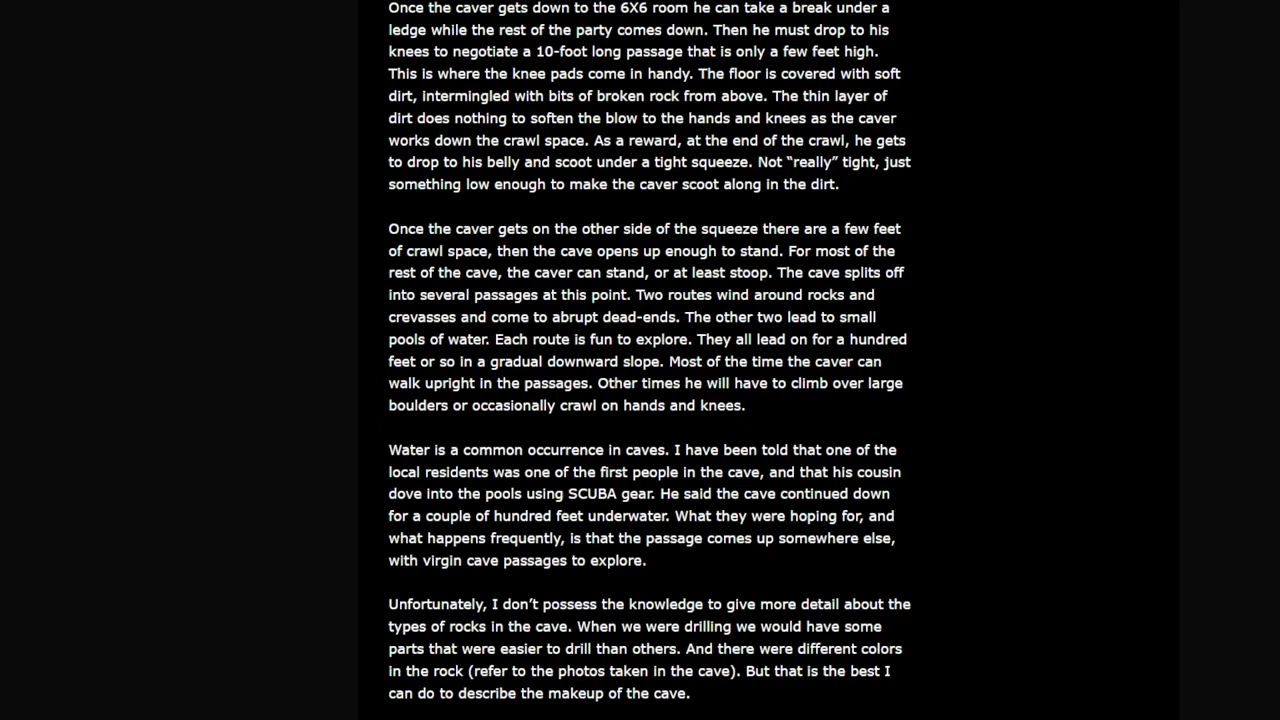 Once the caver gets down to the 6X6 room he can take a break under a
ledge while the rest of the party comes down. Then he must drop to his
knees to negotiate a 10-foot long passage that is only a few feet high.
This is where the knee pads come in handy. The floor is covered with soft
dirt, intermingled with bits of broken rock from above. The thin layer of
dirt does nothing to soften the blow to the hands and knees as the caver
works down the crawl space. As a reward, at the end of the crawl, he gets
to drop to his belly and scoot under a tight squeeze. Not “really” tight, just
something low enough to make the caver scoot along in the dirt.

Once the caver gets on the other side of the squeeze there are a few feet
of crawl space, then the cave opens up enough to stand. For most of the
rest of the cave, the caver can stand, or at least stoop. The cave splits off
into several passages at this point. Two routes wind around rocks and
crevasses and come to abrupt dead-ends. The other two lead to small
pools of water. Each route is fun to explore. They all lead on for a hundred
feet or so in a gradual downward slope. Most of the time the caver can
walk upright in the passages. Other times he will have to climb over large
boulders or occasionally crawl on hands and knees.

Water is a common occurrence in caves. I have been told that one of the
local residents was one of the first people in the cave, and that his cousin
dove into the pools using SCUBA gear. He said the cave continued down
for a couple of hundred feet underwater. What they were hoping for, and
what happens frequently, is that the passage comes up somewhere else,
with virgin cave passages to explore.

Unfortunately, I don’t possess the knowledge to give more detail about the
types of rocks in the cave. When we were drilling we would have some
parts that were easier to drill than others. And there were different colors
in the rock (refer to the photos taken in the cave). But that is the best I
can do to describe the makeup of the cave.